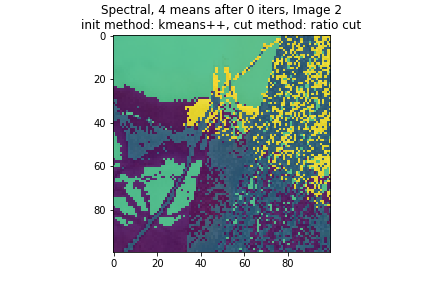 Spectral, 4 means after 0 iters, Image 2
init method: kmeans++, cut method: ratio cut
0
20
40
60
80
0 20 40 60 80